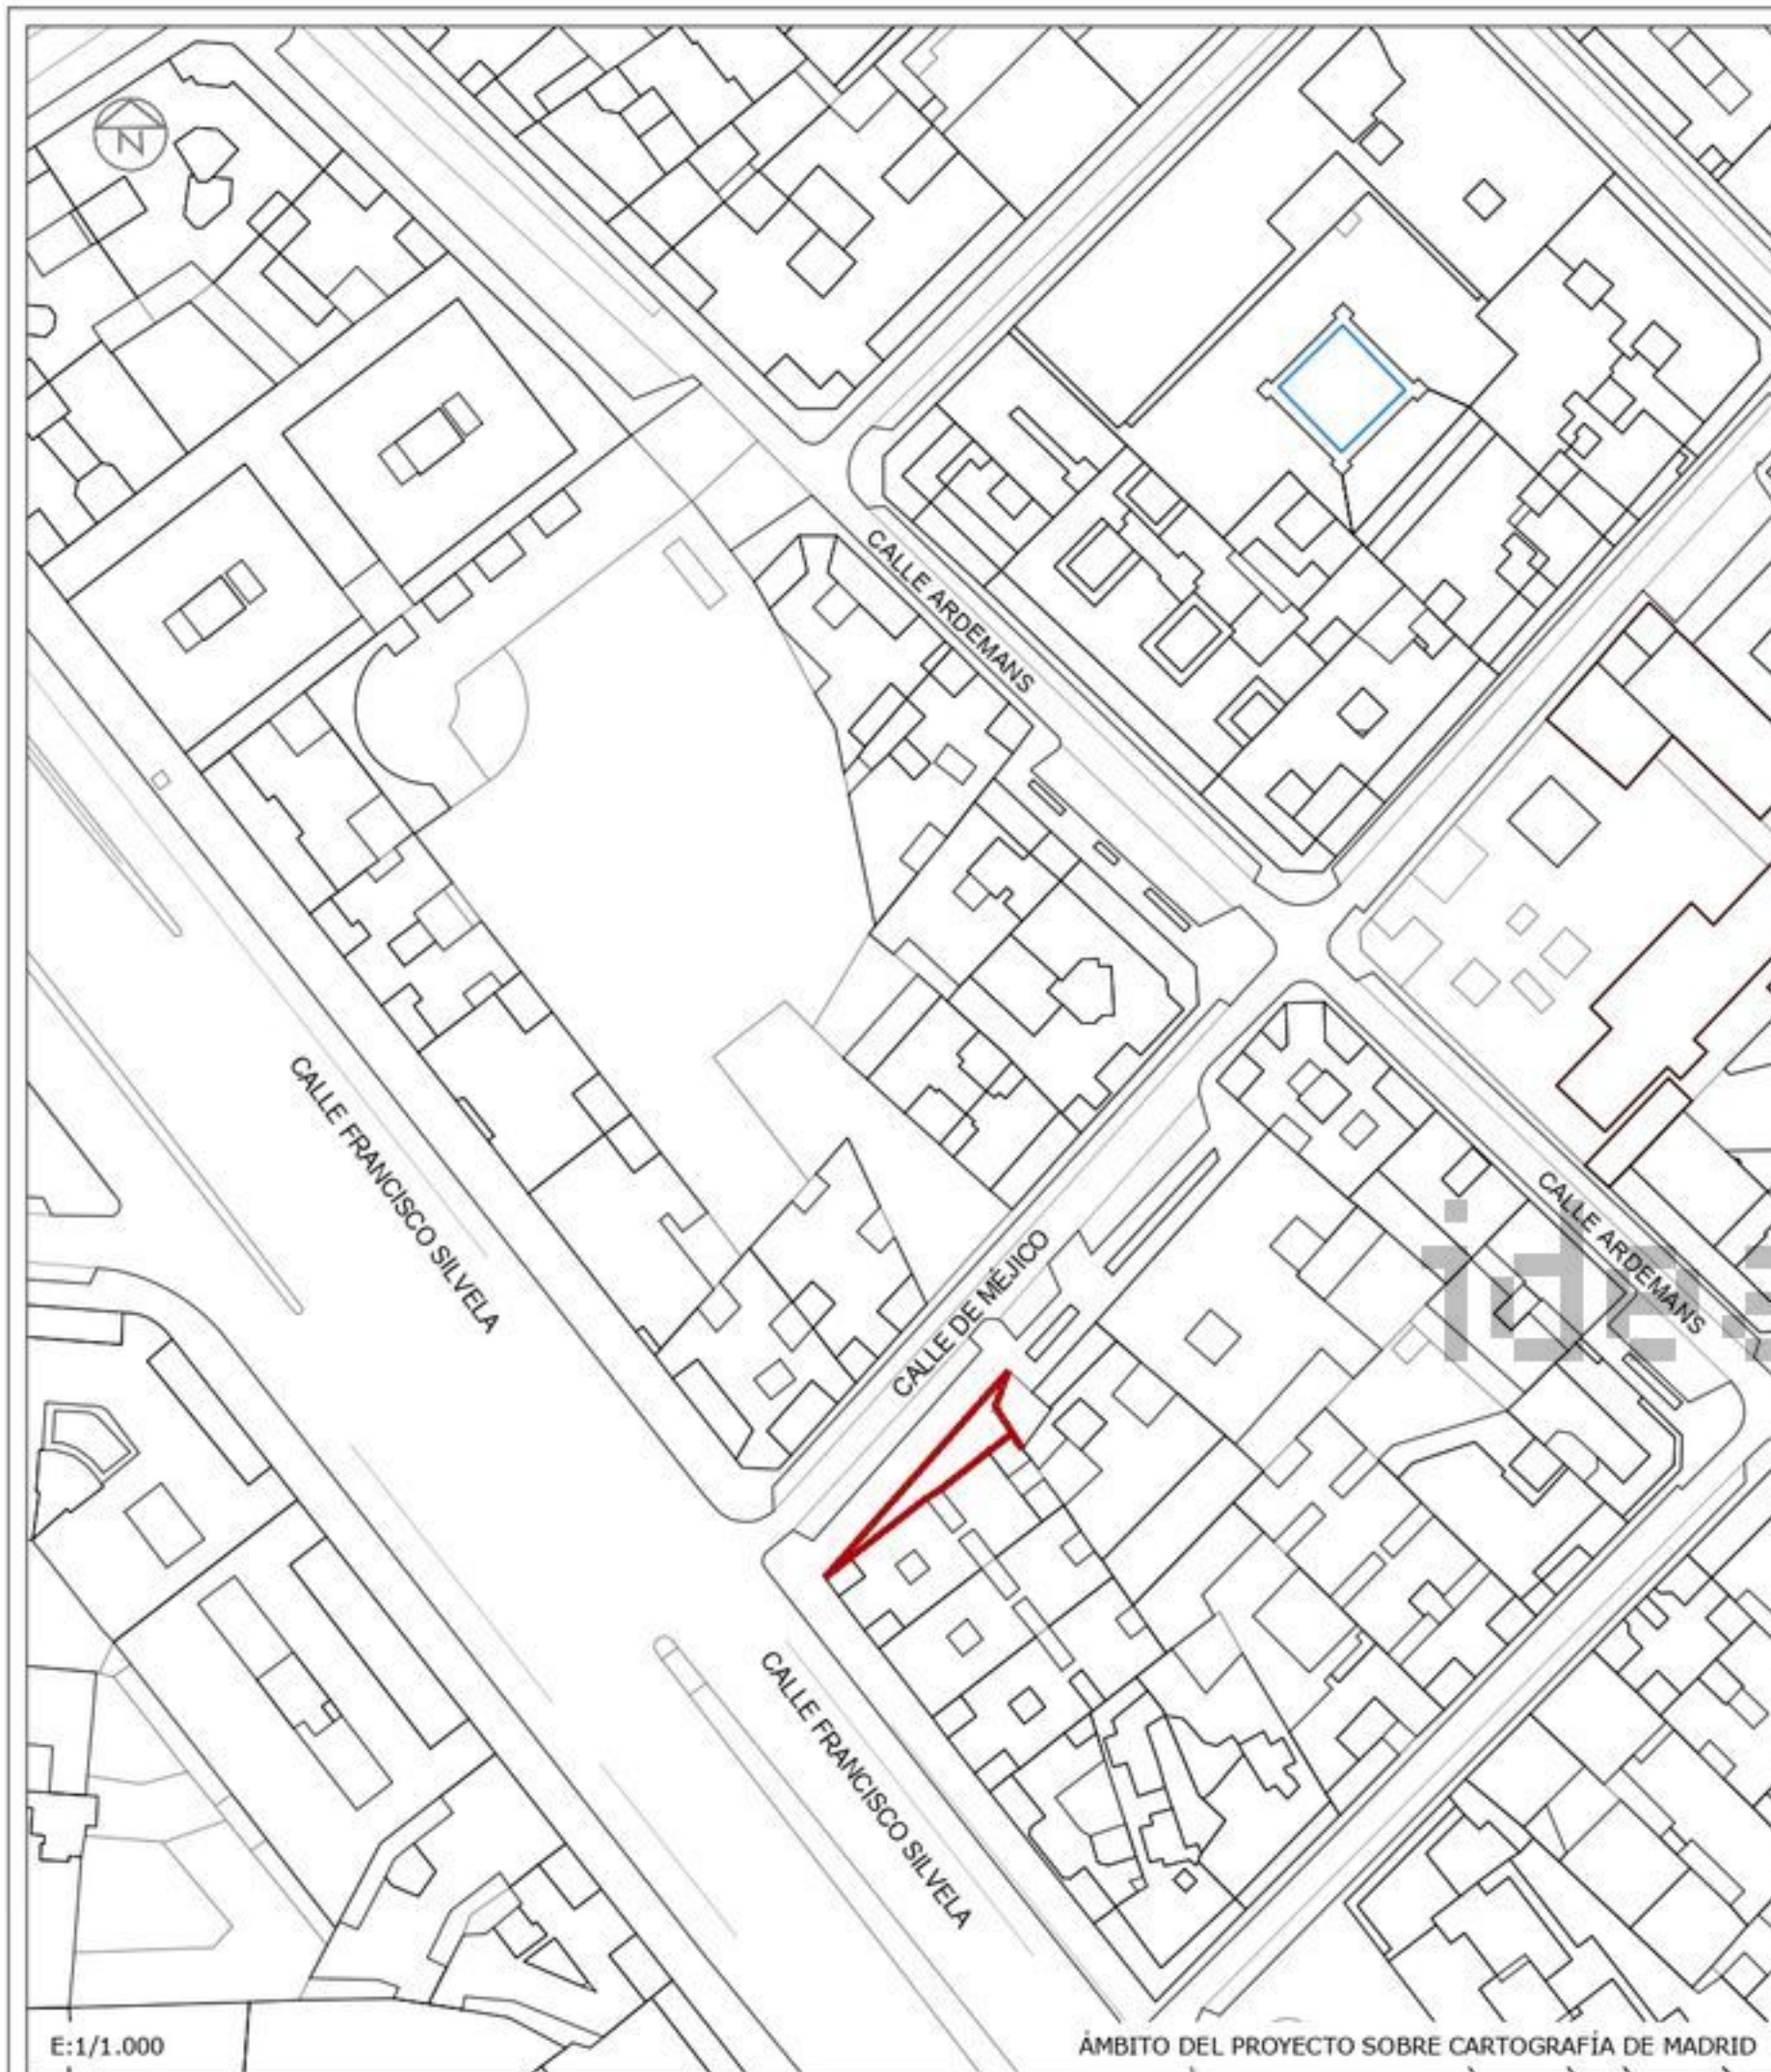 N
CALLE ARDEMANS
CALLE FRANCISCO SILVELA
CALLE DE MÉJICO
CALLE ARDEMANS
idea
CALLE FRANCISCO SILVELA
E:1/1.000
ÁMBITO DEL PROYECTO SOBRE CARTOGRAFÍA DE MADRID